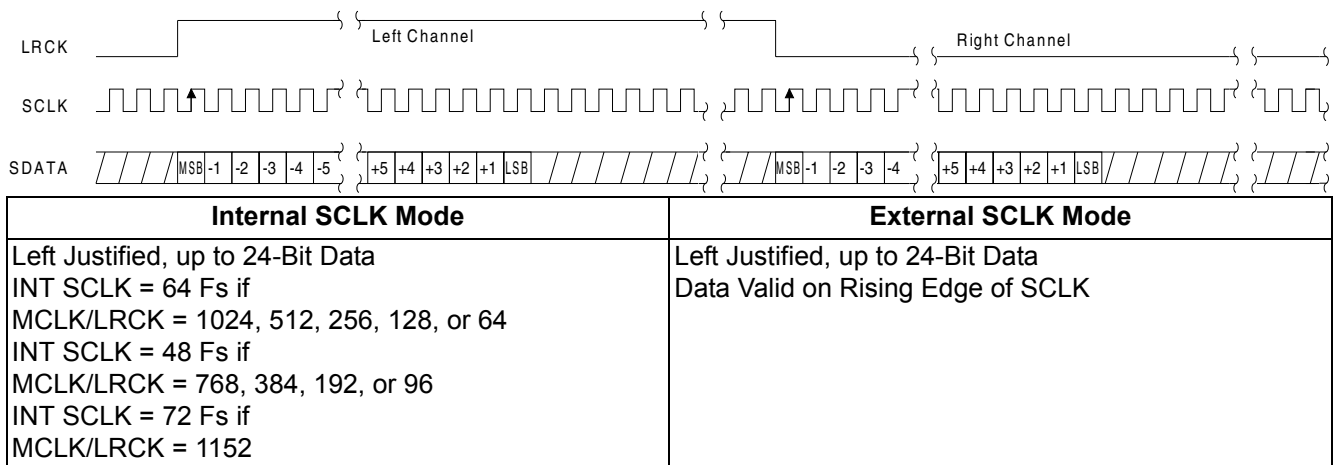 LRCK
Left Channel
Right Channel
SCLK
SDATA
MSB -1 -2 -3 -4 -5 +5 +4 +3 +2 +1 LSB MSB -1 -2 -3 -4 +5 +4 +3 +2 +1 LSB
Internal SCLK Mode
External SCLK Mode
Left Justified, up to 24-Bit Data
INT SCLK = 64 Fs if
MCLK/LRCK = 1024, 512, 256, 128, or 64
INT SCLK = 48 Fs if
MCLK/LRCK = 768, 384, 192, or 96
INT SCLK = 72 Fs if
MCLK/LRCK = 1152
Left Justified, up to 24-Bit Data
Data Valid on Rising Edge of SCLK